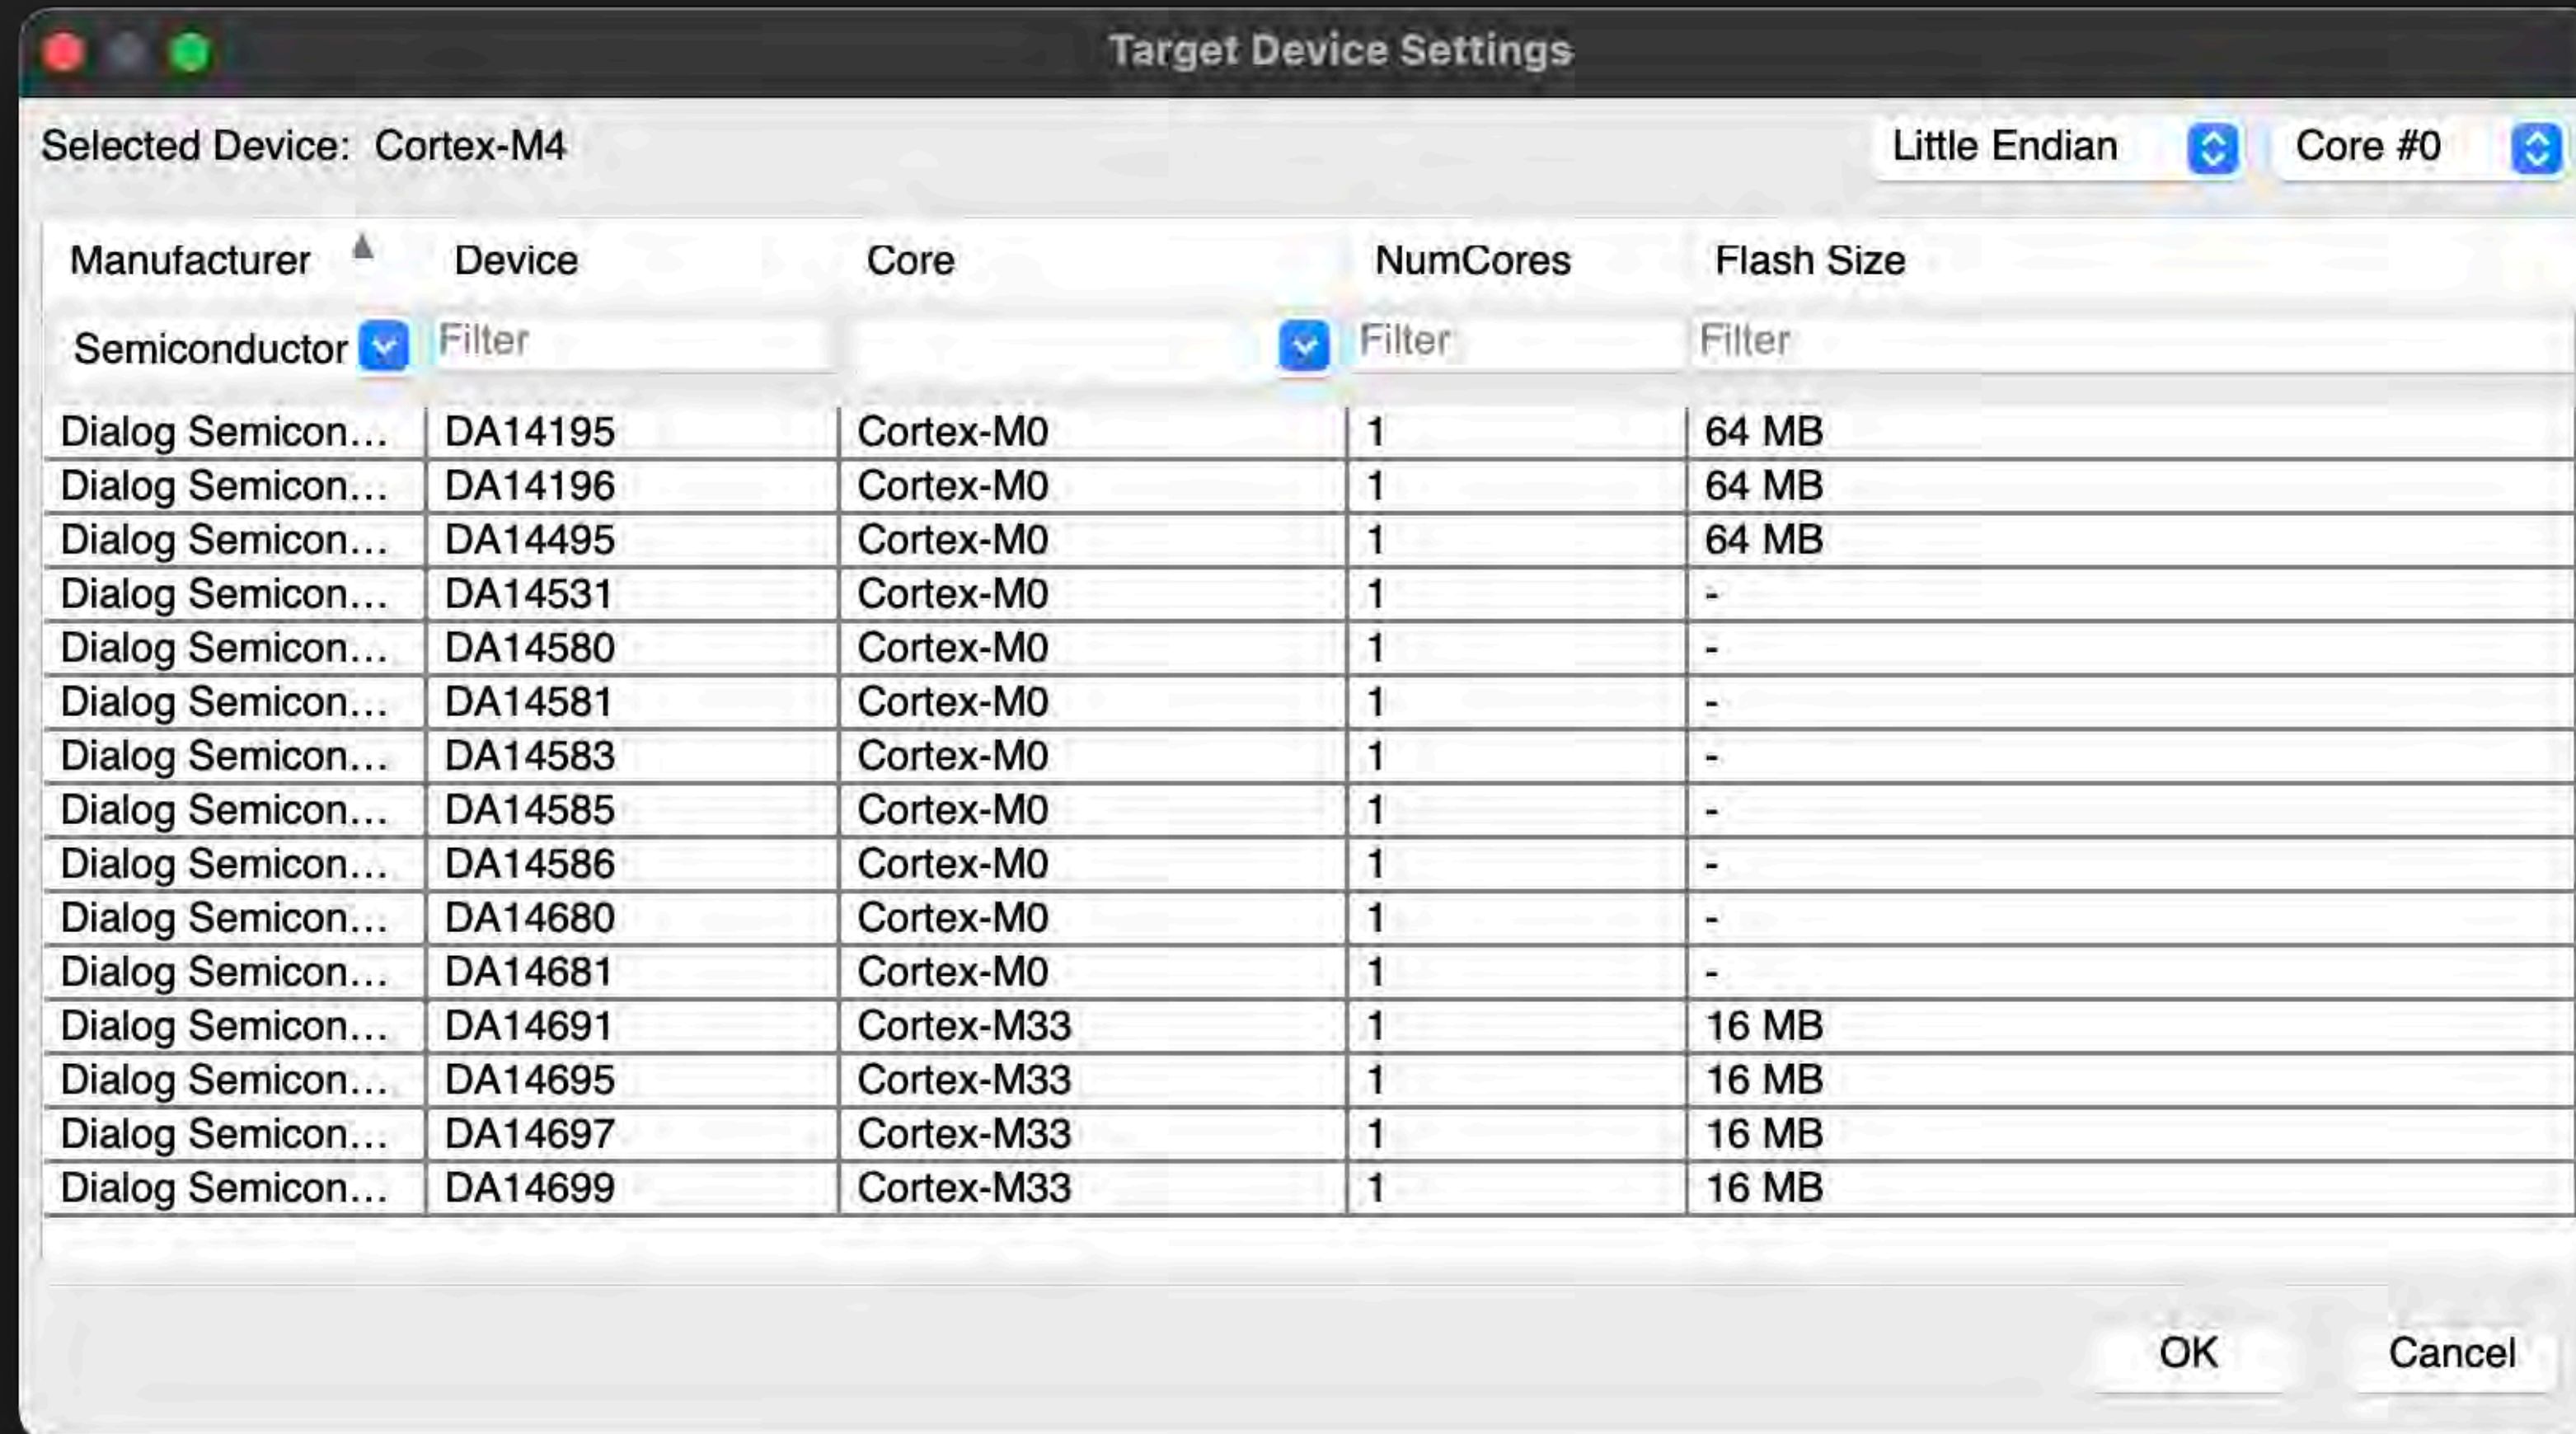 Target Device Settings
Selected Device: Cortex-M4 Little Endian Core #0
Manufacturer Device Core NumCores Flash Size
Semiconductor Filter Filter Filter
Dialog Semicon... DA14195 Cortex-M0 1 64 MB
Dialog Semicon... DA14196 Cortex-M0 1 64 MB
Dialog Semicon... DA14495 Cortex-M0 1 64 MB
Dialog Semicon... DA14531 Cortex-M0 1 -
Dialog Semicon... DA14580 Cortex-M0 1 -
Dialog Semicon... DA14581 Cortex-M0 1 -
Dialog Semicon... DA14583 Cortex-M0 1 -
Dialog Semicon... DA14585 Cortex-M0 1 -
Dialog Semicon... DA14586 Cortex-M0 1 -
Dialog Semicon... DA14680 Cortex-M0 1 -
Dialog Semicon... DA14681 Cortex-M0 1 -
Dialog Semicon... DA14691 Cortex-M33 1 16 MB
Dialog Semicon... DA14695 Cortex-M33 1 16 MB
Dialog Semicon... DA14697 Cortex-M33 1 16 MB
Dialog Semicon... DA14699 Cortex-M33 1 16 MB
OK Cancel